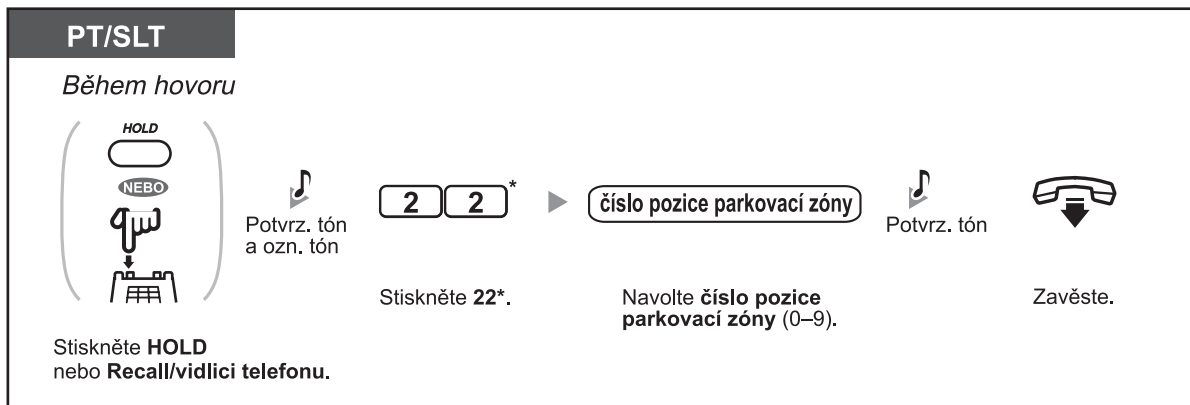 PT/SLT
Během hovoru
HOLD
NEBO
Potvrz. tón
a ozn. tón
2 2 *
číslo pozice parkovací zóny
Potvrz. tón
Stiskněte HOLD
nebo Recall/vidlici telefonu.
Stiskněte 22*.
Navolte číslo pozice
parkovací zóny (0–9).
Zavěste.